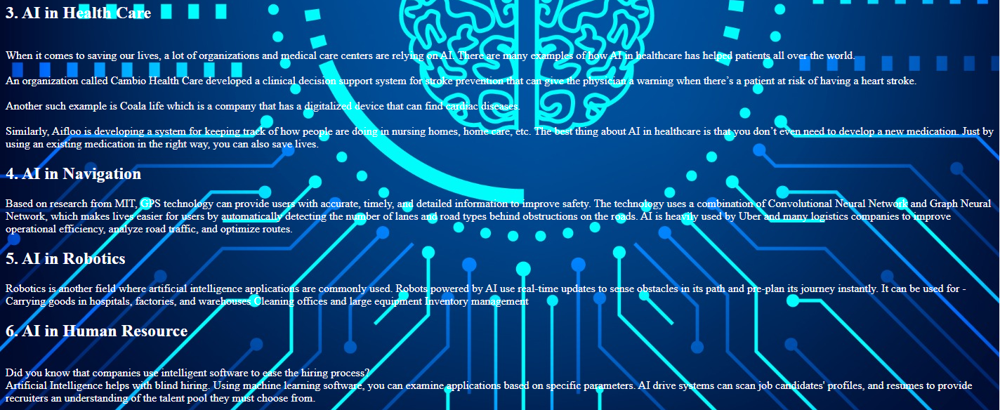 3. AI in Health Care
When it comes to saving our lives, a lot of organizations and medical care centers are relying on AI. There are many examples of how AI in healthcare has helped patients all over the world.
An organization called Cambio Health Care developed a clinical decision support system for stroke prevention that can give the physician a warning when there’s a patient at risk of having a heart stroke.
Another such example is Coala life which is a company that has a digitalized device that can find cardiac diseases.
Similarly, Aifloo is developing a system for keeping track of how people are doing in nursing homes, home care, etc. The best thing about AI in healthcare is that you don’t even need to develop a new medication. Just by
using an existing medication in the right way, you can also save lives.
4. AI in Navigation
Based on research from MIT, GPS technology can provide users with accurate, timely, and detailed information to improve safety. The technology uses a combination of Convolutional Neural Network and Graph Neural
Network, which makes lives easier for users by automatically detecting the number of lanes and road types behind obstructions on the roads. AI is heavily used by Uber and many logistics companies to improve
operational efficiency, analyze road traffic, and optimize routes.
5. AI in Robotics
Robotics is another field where artificial intelligence applications are commonly used. Robots powered by AI use real-time updates to sense obstacles in its path and pre-plan its journey instantly. It can be used for -
Carrying goods in hospitals, factories, and warehouses Cleaning offices and large equipment Inventory management
6. AI in Human Resource
Did you know that companies use intelligent software to ease the hiring process?
Artificial Intelligence helps with blind hiring. Using machine learning software, you can examine applications based on specific parameters. AI drive systems can scan job candidates' profiles, and resumes to provide
recruiters an understanding of the talent pool they must choose from.